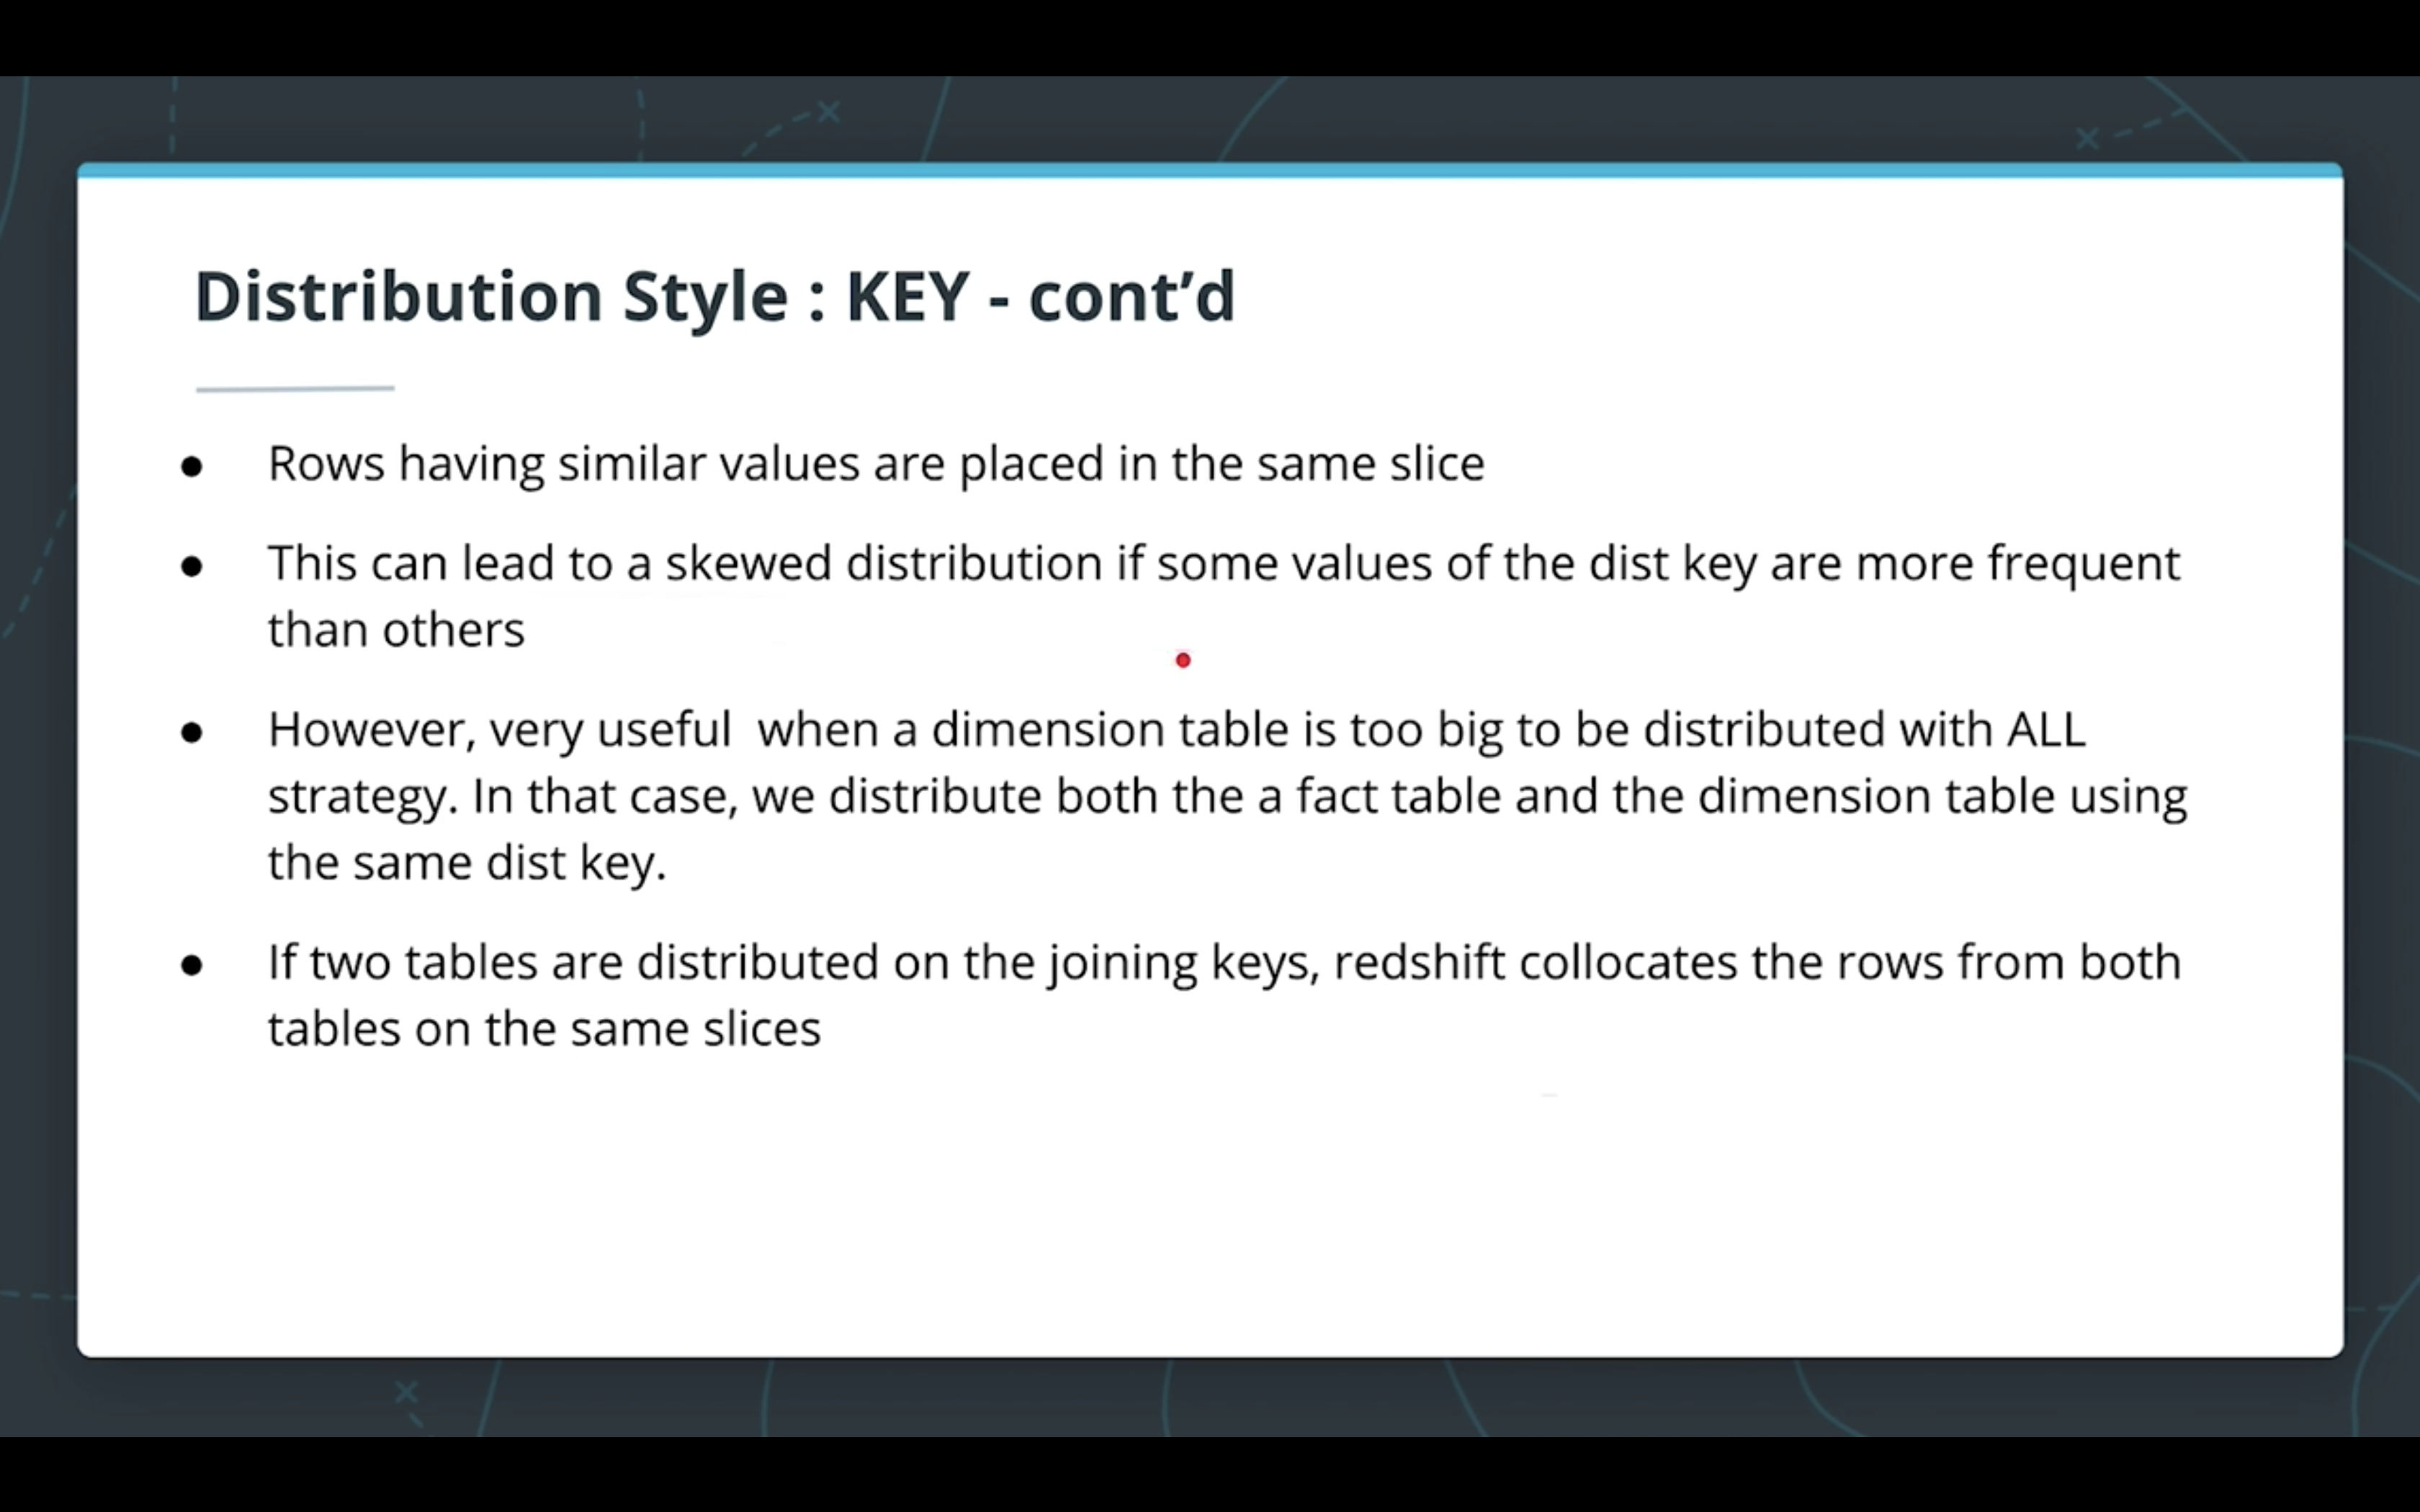 Distribution Style : KEY - cont’d
● Rows having similar values are placed in the same slice
● This can lead to a skewed distribution if some values of the dist key are more frequent
than others
● However, very useful  when a dimension table is too big to be distributed with ALL
strategy. In that case, we distribute both the a fact table and the dimension table using
the same dist key.
● If two tables are distributed on the joining keys, redshift collocates the rows from both
tables on the same slices